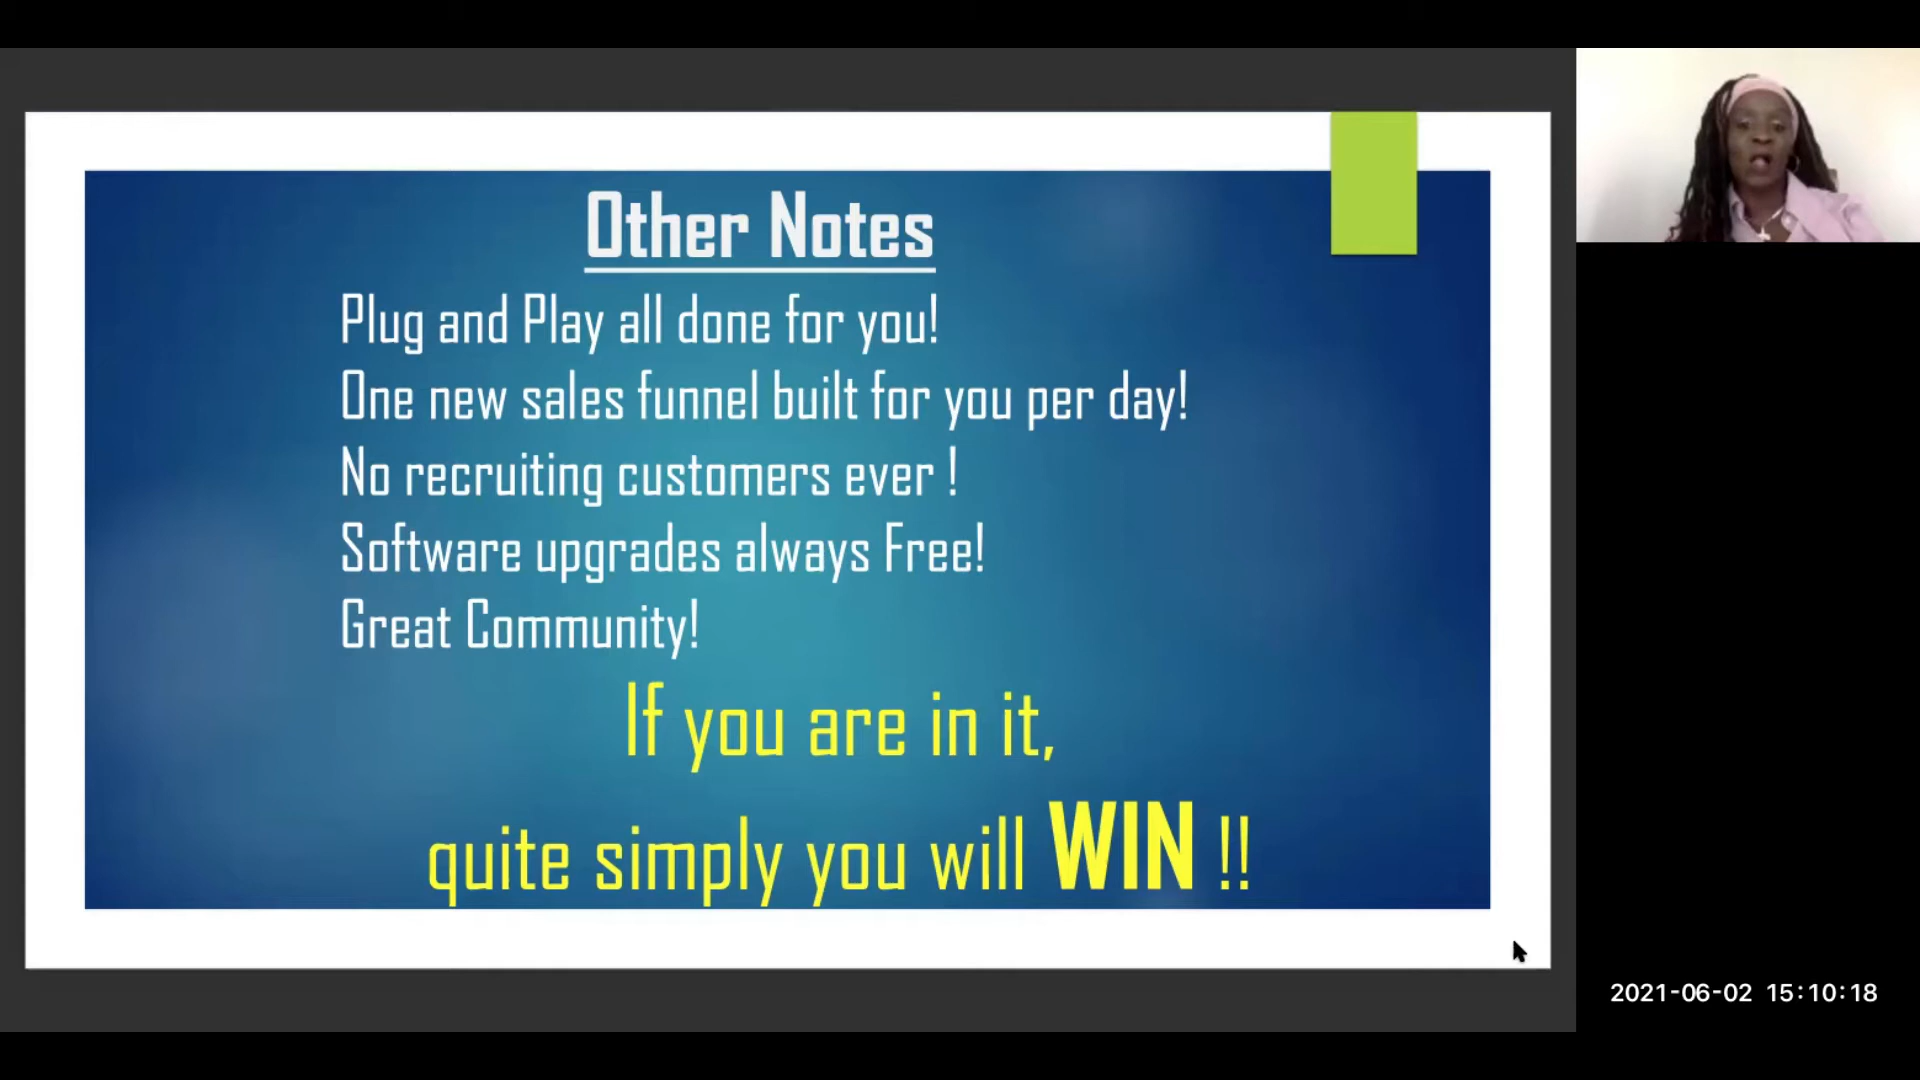 Other Notes
Plug and Play all done for you!
One new sales funnel built for you per day!
No recruiting customers ever !
Software upgrades always Free!
Great Community!
If you are in it,
quite simply you will WIN !!
2021-06-02 15:10:18